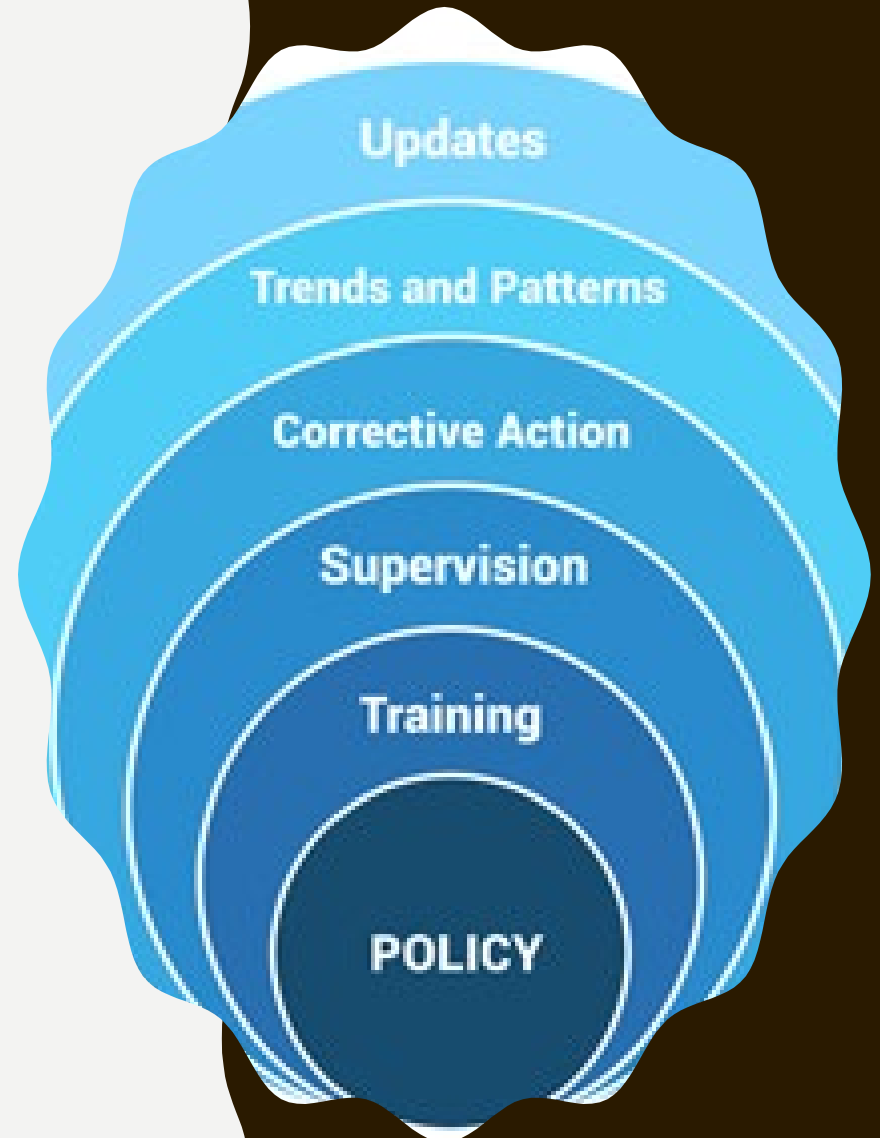 Updates
Trends and Patterns
Corrective Action
Supervision
Training
POLICY